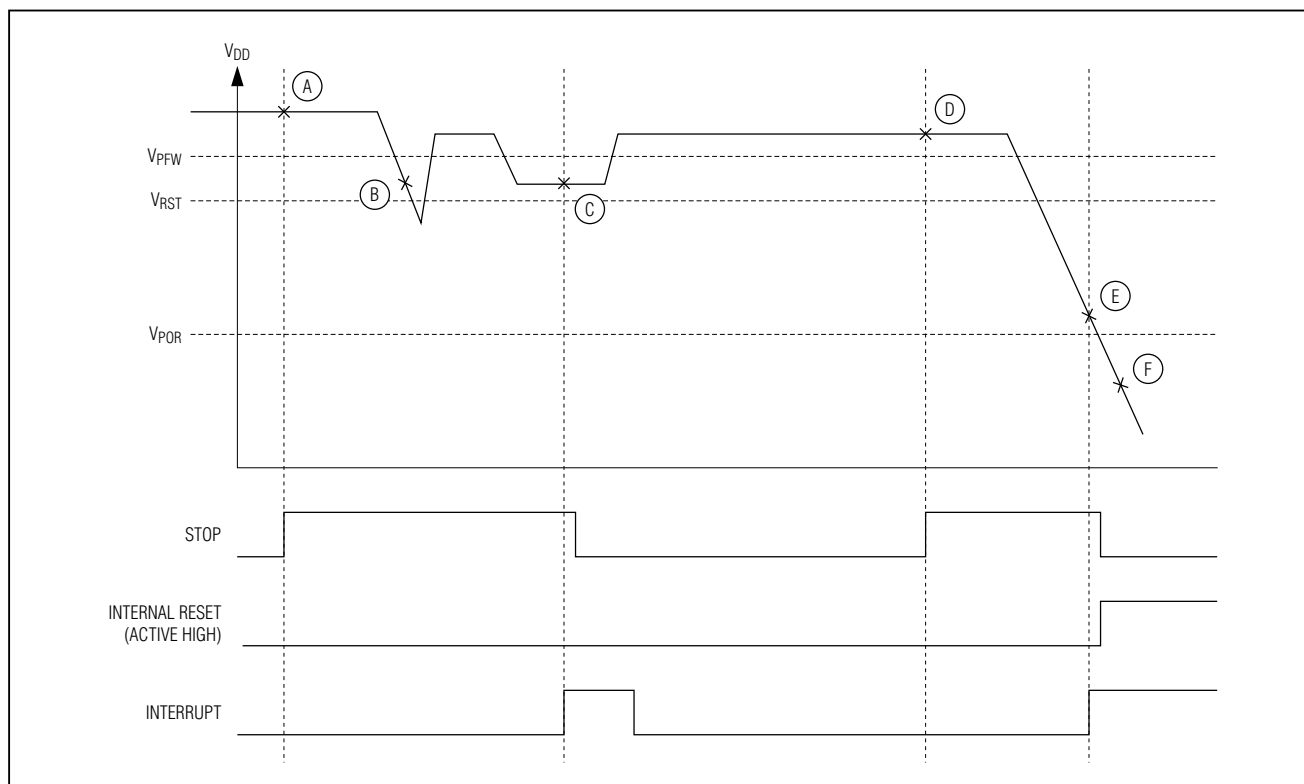 VDD
A
D
VPFW
B
VRST
C
E
VPOR
F
STOP
INTERNAL RESET
(ACTIVE HIGH)
INTERRUPT